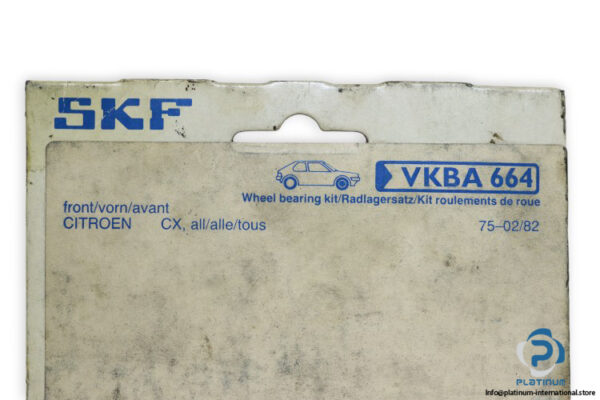 SKF
VKBA 664
Wheel bearing kit/Radlagersatz/Kit roulements de roue
front/vorn/avant
CITROEN CX, all/alle/tous 75–02/82
PLATINUM
info@platinum-international.store